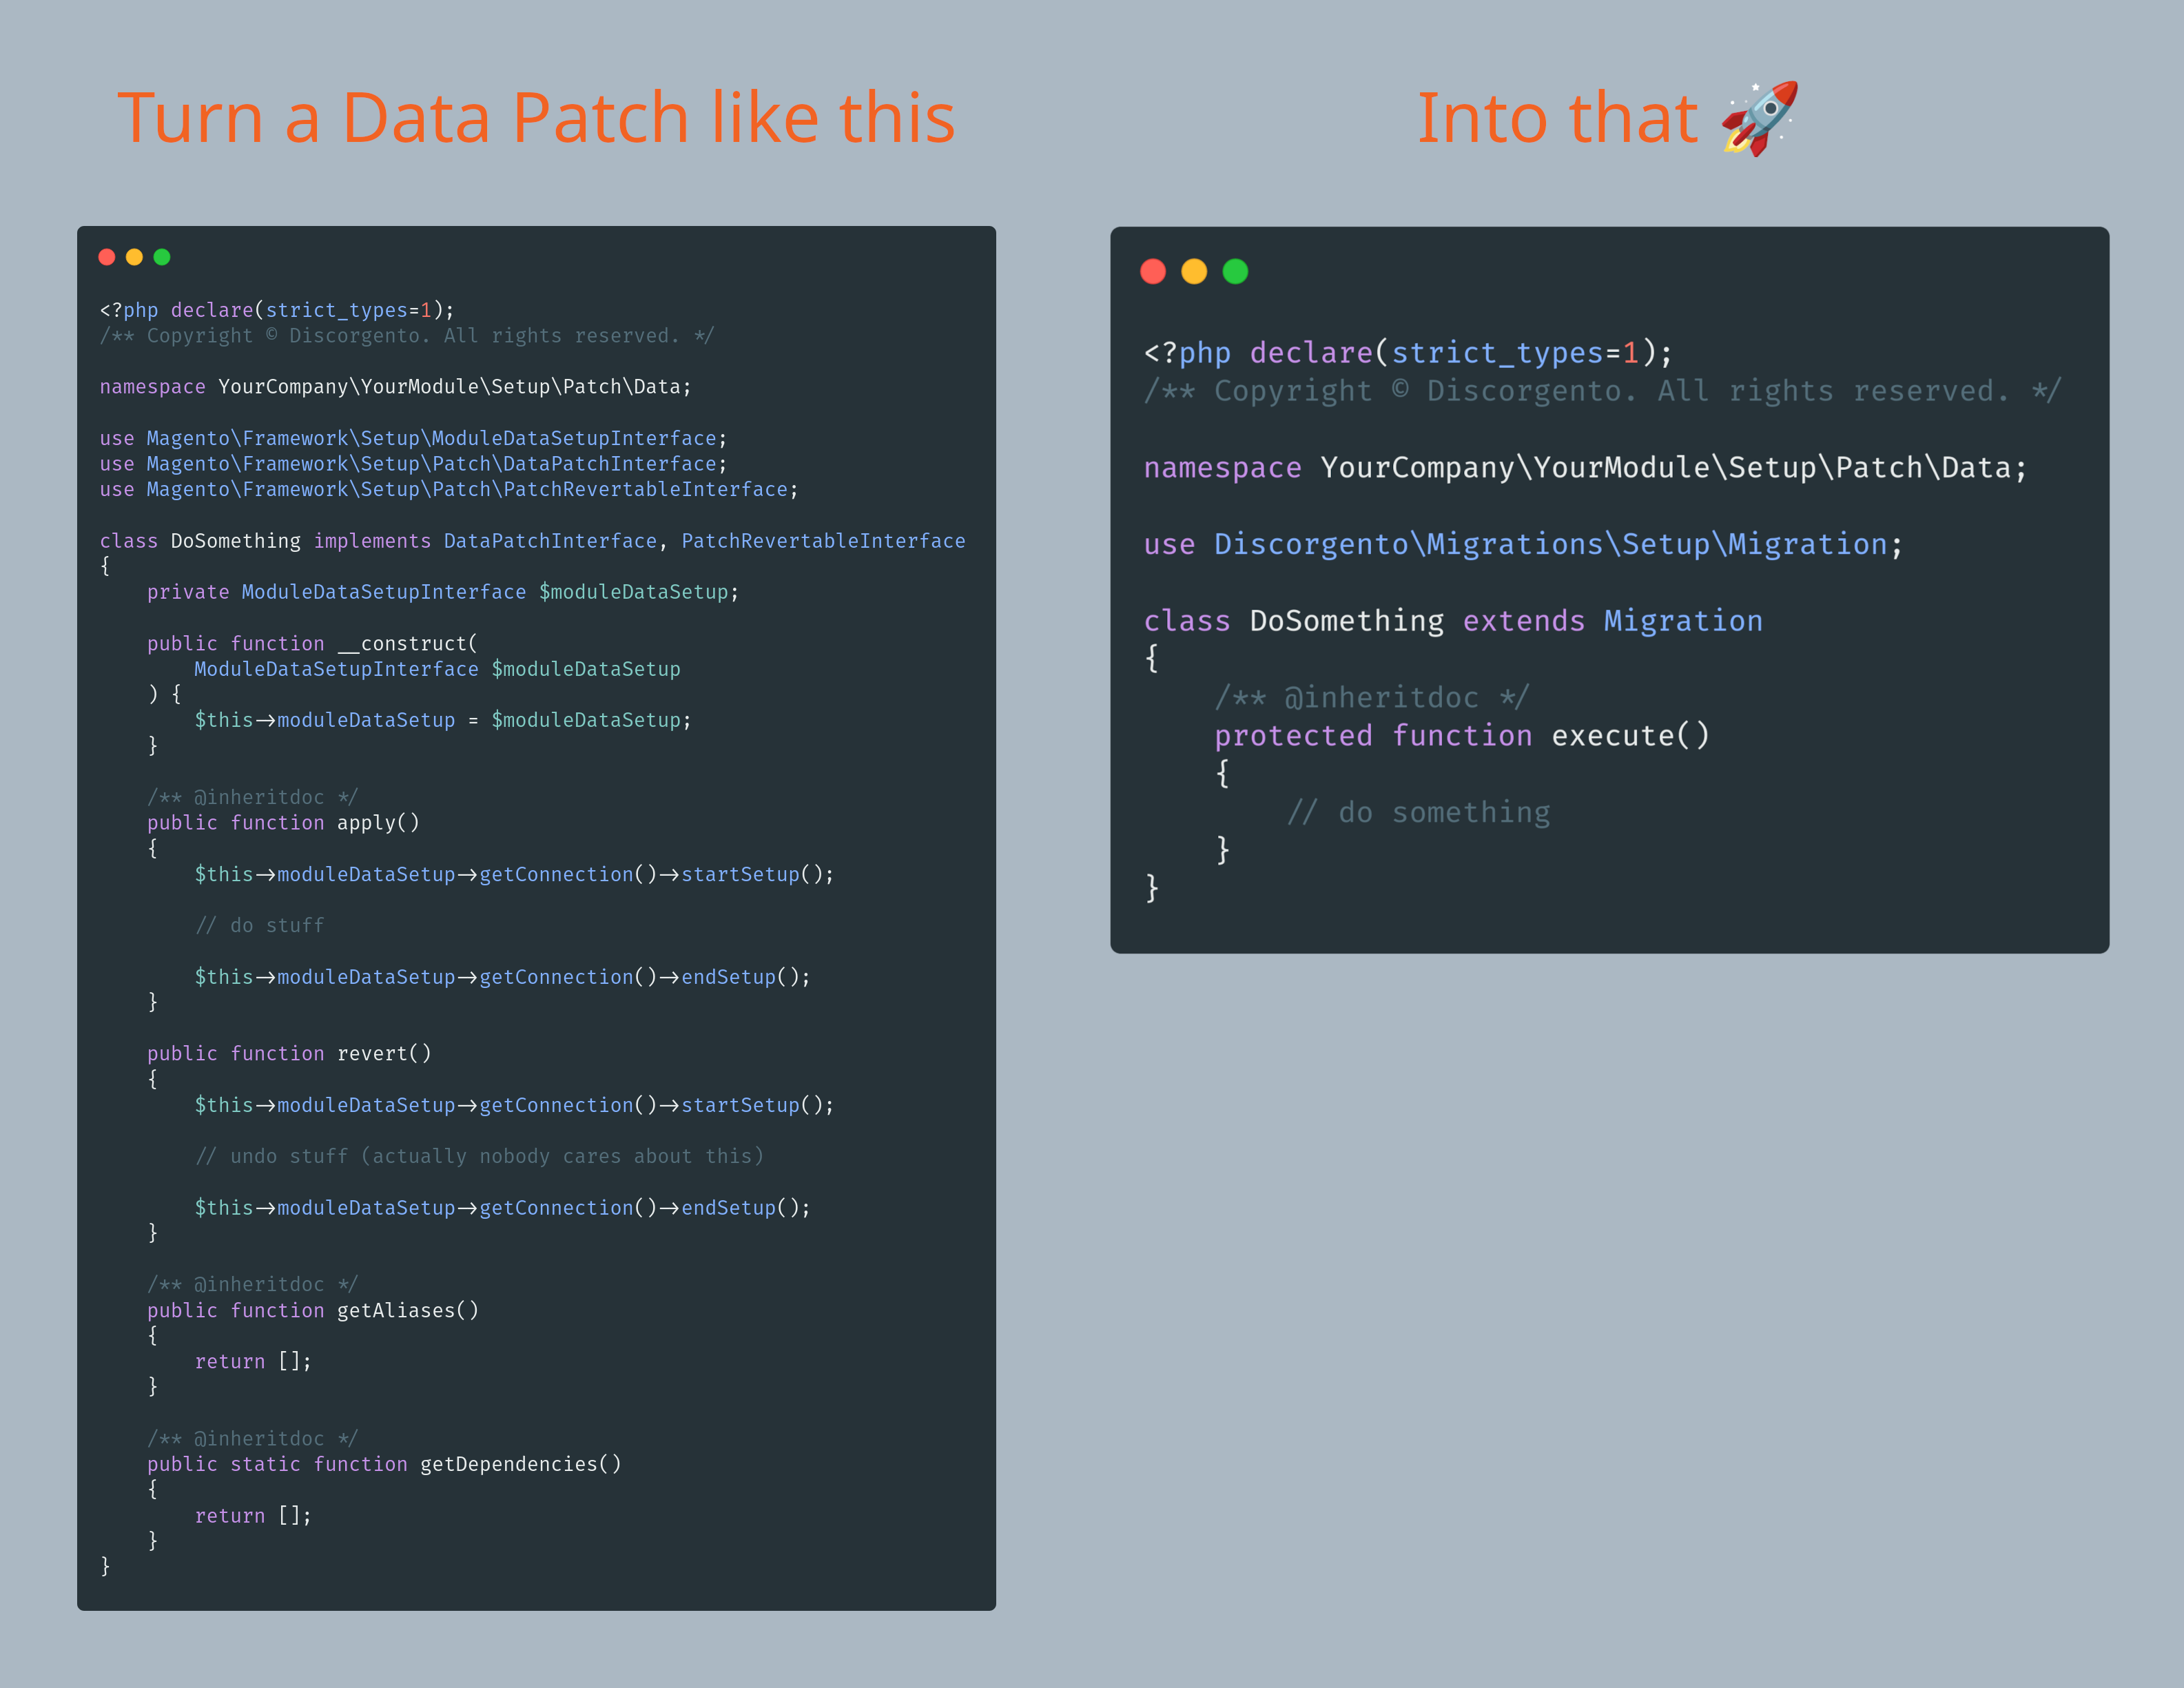 Turn a Data Patch like this
<?php declare(strict_types=1);
/** Copyright © Discorgento. All rights reserved. */
namespace YourCompany\YourModule\Setup\Patch\Data;
use Magento\Framework\Setup\ModuleDataSetupInterface;
use Magento\Framework\Setup\Patch\DataPatchInterface;
use Magento\Framework\Setup\Patch\PatchRevertableInterface;
class DoSomething implements DataPatchInterface, PatchRevertableInterface
{
    private ModuleDataSetupInterface $moduleDataSetup;
    public function __construct(
        ModuleDataSetupInterface $moduleDataSetup
    ) {
        $this->moduleDataSetup = $moduleDataSetup;
    }
    /** @inheritdoc */
    public function apply()
    {
        $this->moduleDataSetup->getConnection()->startSetup();
        // do stuff
        $this->moduleDataSetup->getConnection()->endSetup();
    }
    public function revert()
    {
        $this->moduleDataSetup->getConnection()->startSetup();
        // undo stuff (actually nobody cares about this)
        $this->moduleDataSetup->getConnection()->endSetup();
    }
    /** @inheritdoc */
    public function getAliases()
    {
        return [];
    }
    /** @inheritdoc */
    public static function getDependencies()
    {
        return [];
    }
}
Into that 🚀
<?php declare(strict_types=1);
/** Copyright © Discorgento. All rights reserved. */
namespace YourCompany\YourModule\Setup\Patch\Data;
use Discorgento\Migrations\Setup\Migration;
class DoSomething extends Migration
{
    /** @inheritdoc */
    protected function execute()
    {
        // do something
    }
}